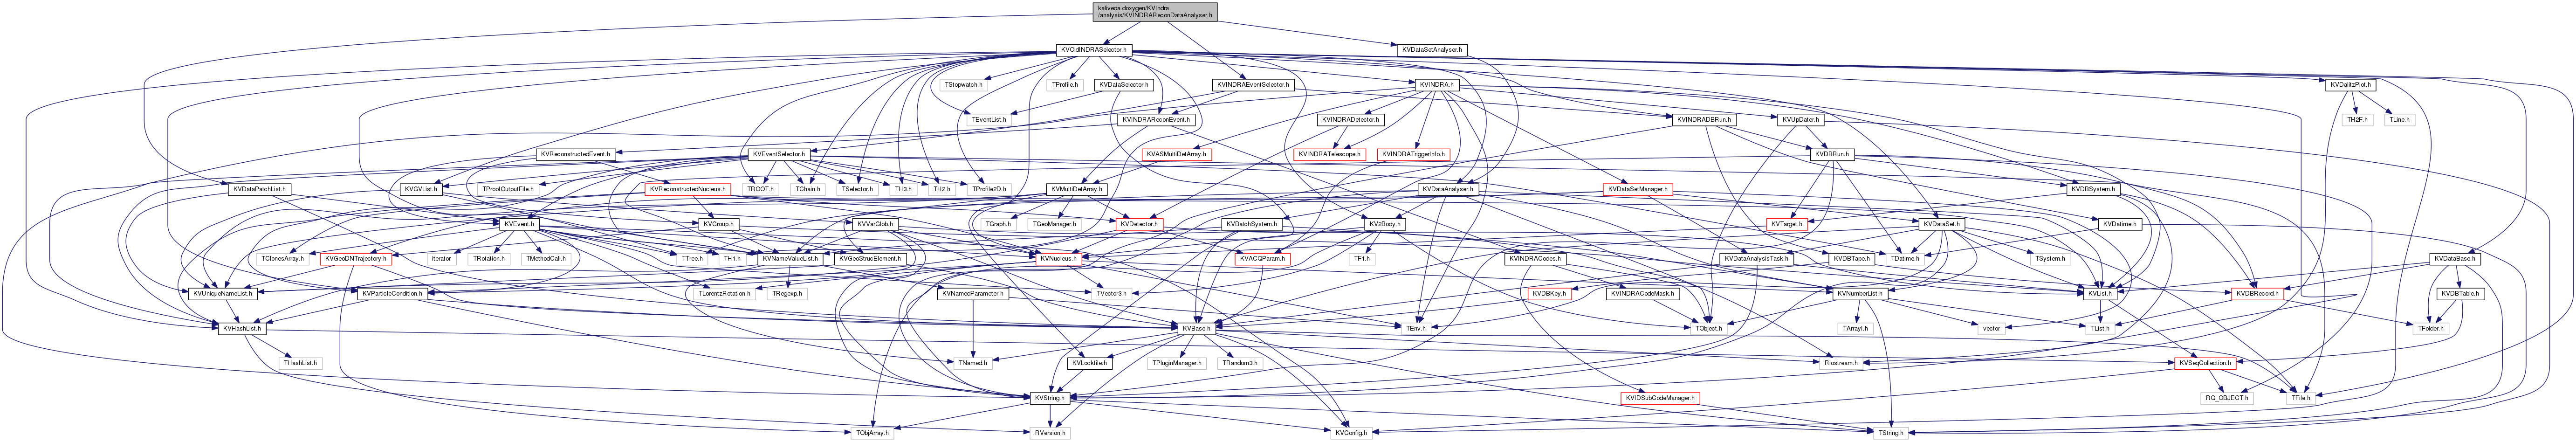 kaliveda.doxygen/KVIndra
/analysis/KVINDRAReconDataAnalyser.h
KVOldINDRASelector.h
KVDataSetAnalyser.h
TStopwatch.h
TProfile.h
KVDataSelector.h
KVINDRAEventSelector.h
KVINDRA.h
KVDalitzPlot.h
TEventList.h
KVINDRAReconEvent.h
KVINDRADetector.h
KVINDRADBRun.h
KVUpDater.h
TH2F.h
TLine.h
KVReconstructedEvent.h
KVEventSelector.h
KVASMultiDetArray.h
KVINDRATelescope.h
KVINDRATriggerInfo.h
KVDBRun.h
KVDataPatchList.h
KVGVList.h
TProofOutputFile.h
KVReconstructedNucleus.h
TROOT.h
TChain.h
TSelector.h
TH3.h
TH2.h
TProfile2D.h
KVMultiDetArray.h
KVDataAnalyser.h
KVDataSetManager.h
KVDBSystem.h
KVEvent.h
KVGroup.h
KVVarGlob.h
TGraph.h
TGeoManager.h
KVDetector.h
KVBatchSystem.h
KV2Body.h
KVTarget.h
KVDataSet.h
KVDatime.h
TClonesArray.h
iterator
TRotation.h
TMethodCall.h
TTree.h
TH1.h
KVNameValueList.h
KVGeoStrucElement.h
KVGeoDNTrajectory.h
KVNucleus.h
KVACQParam.h
TF1.h
KVINDRACodes.h
KVDataAnalysisTask.h
KVDBTape.h
TDatime.h
TSystem.h
KVDataBase.h
KVUniqueNameList.h
KVParticleCondition.h
TLorentzRotation.h
TRegexp.h
KVNamedParameter.h
TVector3.h
KVDBKey.h
KVINDRACodeMask.h
KVNumberList.h
KVList.h
KVDBRecord.h
KVDBTable.h
KVHashList.h
KVBase.h
TEnv.h
TObject.h
TArrayI.h
vector
TList.h
TFolder.h
THashList.h
TNamed.h
KVLockfile.h
TPluginManager.h
TRandom3.h
Riostream.h
KVSeqCollection.h
KVString.h
KVIDSubCodeManager.h
RQ_OBJECT.h
TFile.h
TObjArray.h
RVersion.h
KVConfig.h
TString.h